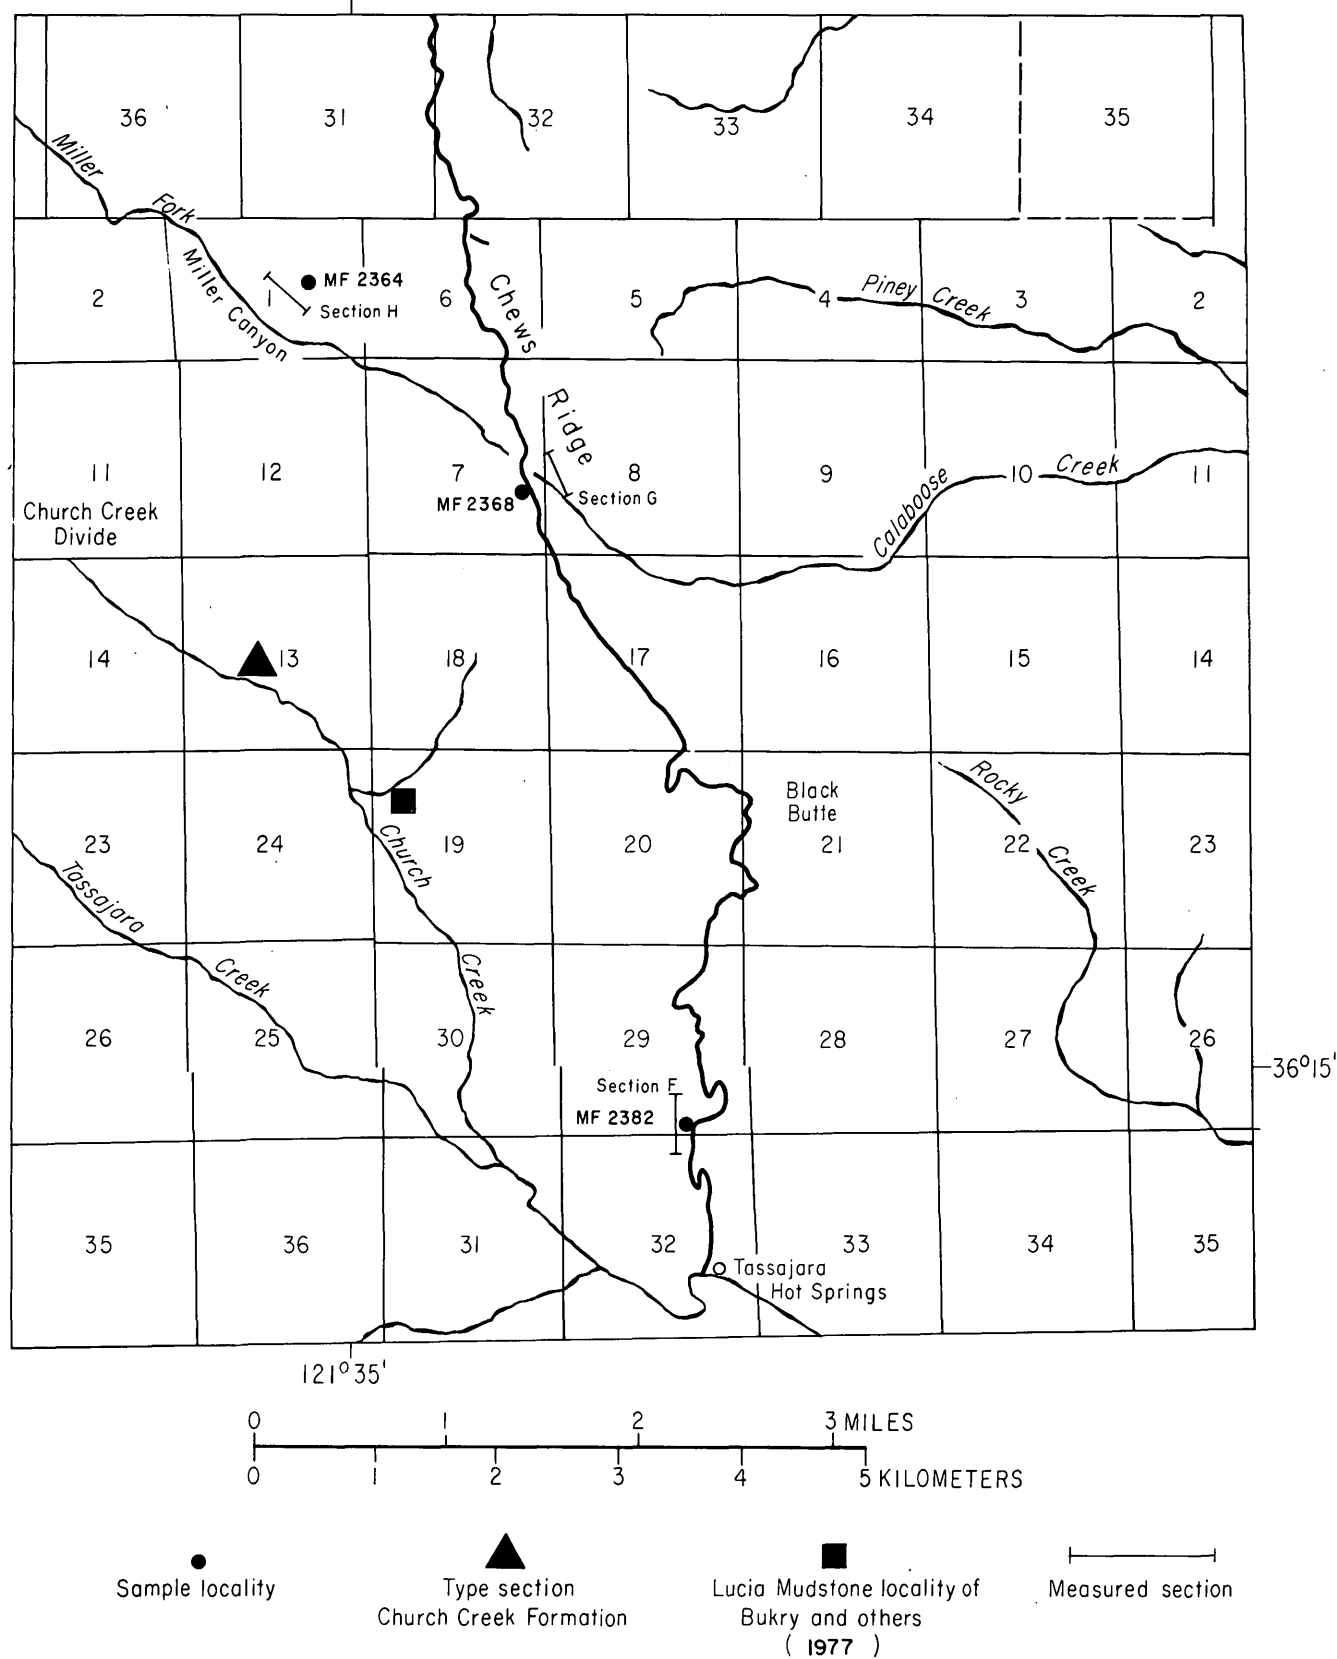 36 31 32 33 34 35
Miller
Fork
Miller Canyon
2 1 6 5 4 3 2
MF 2364
Section H
Chews
Ridge
Piney Creek
11 12 7 8 9 10 11
Church Creek
Divide
MF 2368
Section G
Calaboose
Creek
14 13 18 17 16 15 14
Black
Butte
Rocky
Creek
23 24 19 20 21 22 23
Church
Creek
Tassajara
Creek
26 25 30 29 28 27 26
36°15'
Section F
MF 2382
35 36 31 32 33 34 35
Tassajara
Hot Springs
121°35'
0 1 2 3 MILES
0 1 2 3 4 5 KILOMETERS
Sample locality
Type section
Church Creek Formation
Lucia Mudstone locality of
Bukry and others
( 1977 )
Measured section